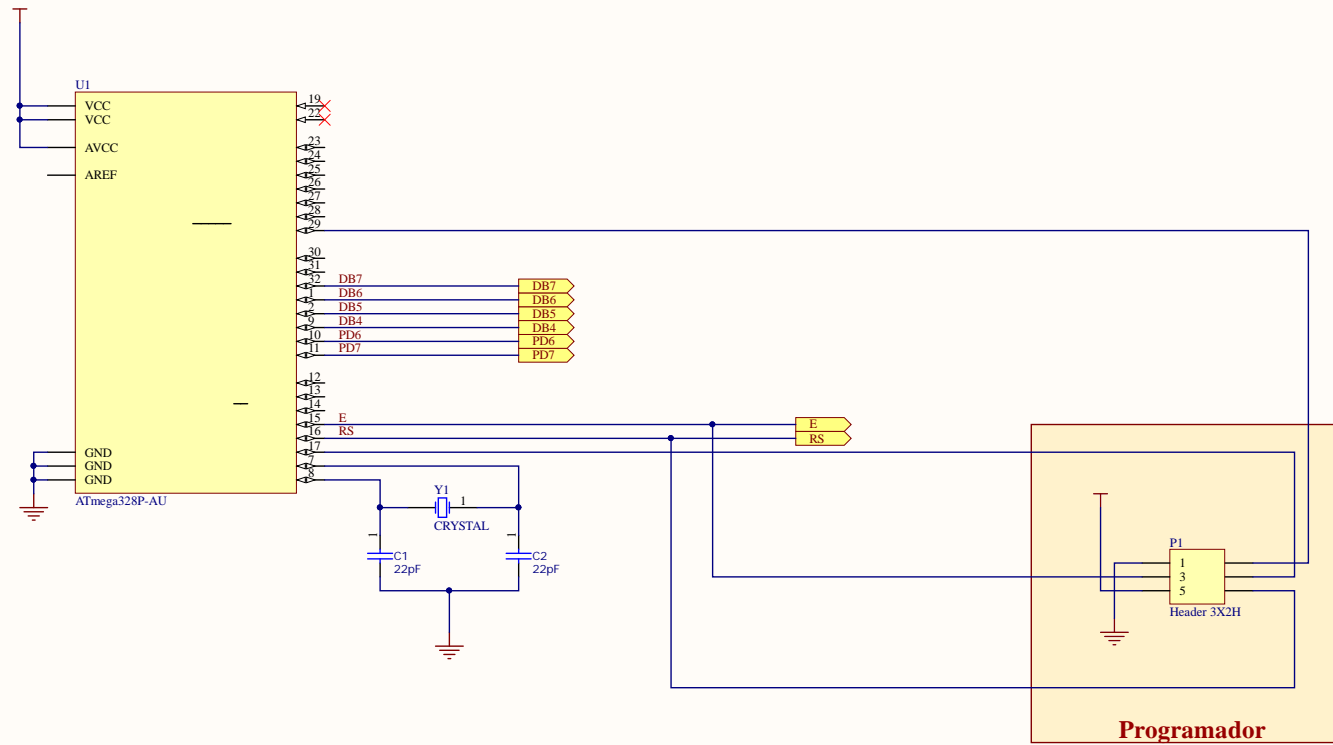 U1
VCC
VCC
AVCC
AREF
GND
GND
GND
ATmega328P-AU
19
22
23
24
25
26
27
28
29
30
31
32 DB7 DB7
1 DB6 DB6
2 DB5 DB5
9 DB4 DB4
10 PD6 PD6
11 PD7 PD7
12
13
14
15 E E
16 RS RS
17
7
8
Y1
1
CRYSTAL
1
C1
22pF
1
C2
22pF
P1
1
3
5
Header 3X2H
Programador